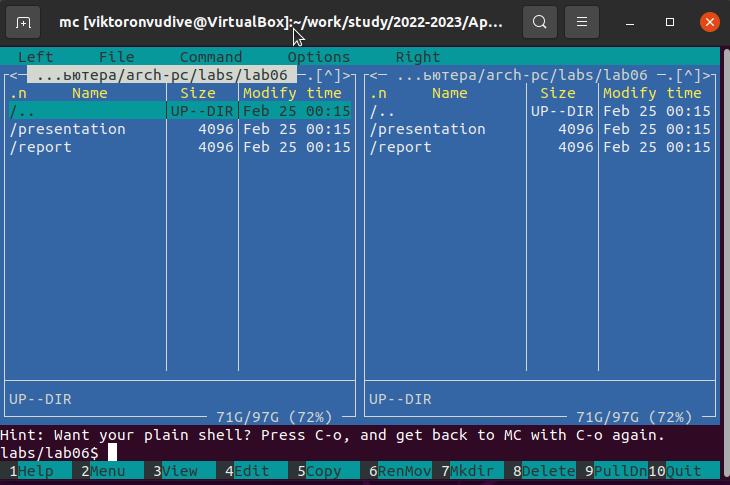 mc [viktoronvudive@VirtualBox]:~/work/study/2022-2023/Ap...
Left File Command Options Right
<─ ...ьютера/arch-pc/labs/lab06 ─.[^]>
.n Name Size Modify time
/.. UP--DIR Feb 25 00:15
/presentation 4096 Feb 25 00:15
/report 4096 Feb 25 00:15
UP--DIR
71G/97G (72%)
<─ ...ьютера/arch-pc/labs/lab06 ─.[^]>
.n Name Size Modify time
/.. UP--DIR Feb 25 00:15
/presentation 4096 Feb 25 00:15
/report 4096 Feb 25 00:15
UP--DIR
71G/97G (72%)
Hint: Want your plain shell? Press C-o, and get back to MC with C-o again.
labs/lab06$
1Help 2Menu 3View 4Edit 5Copy 6RenMov 7Mkdir 8Delete 9PullDn 10Quit